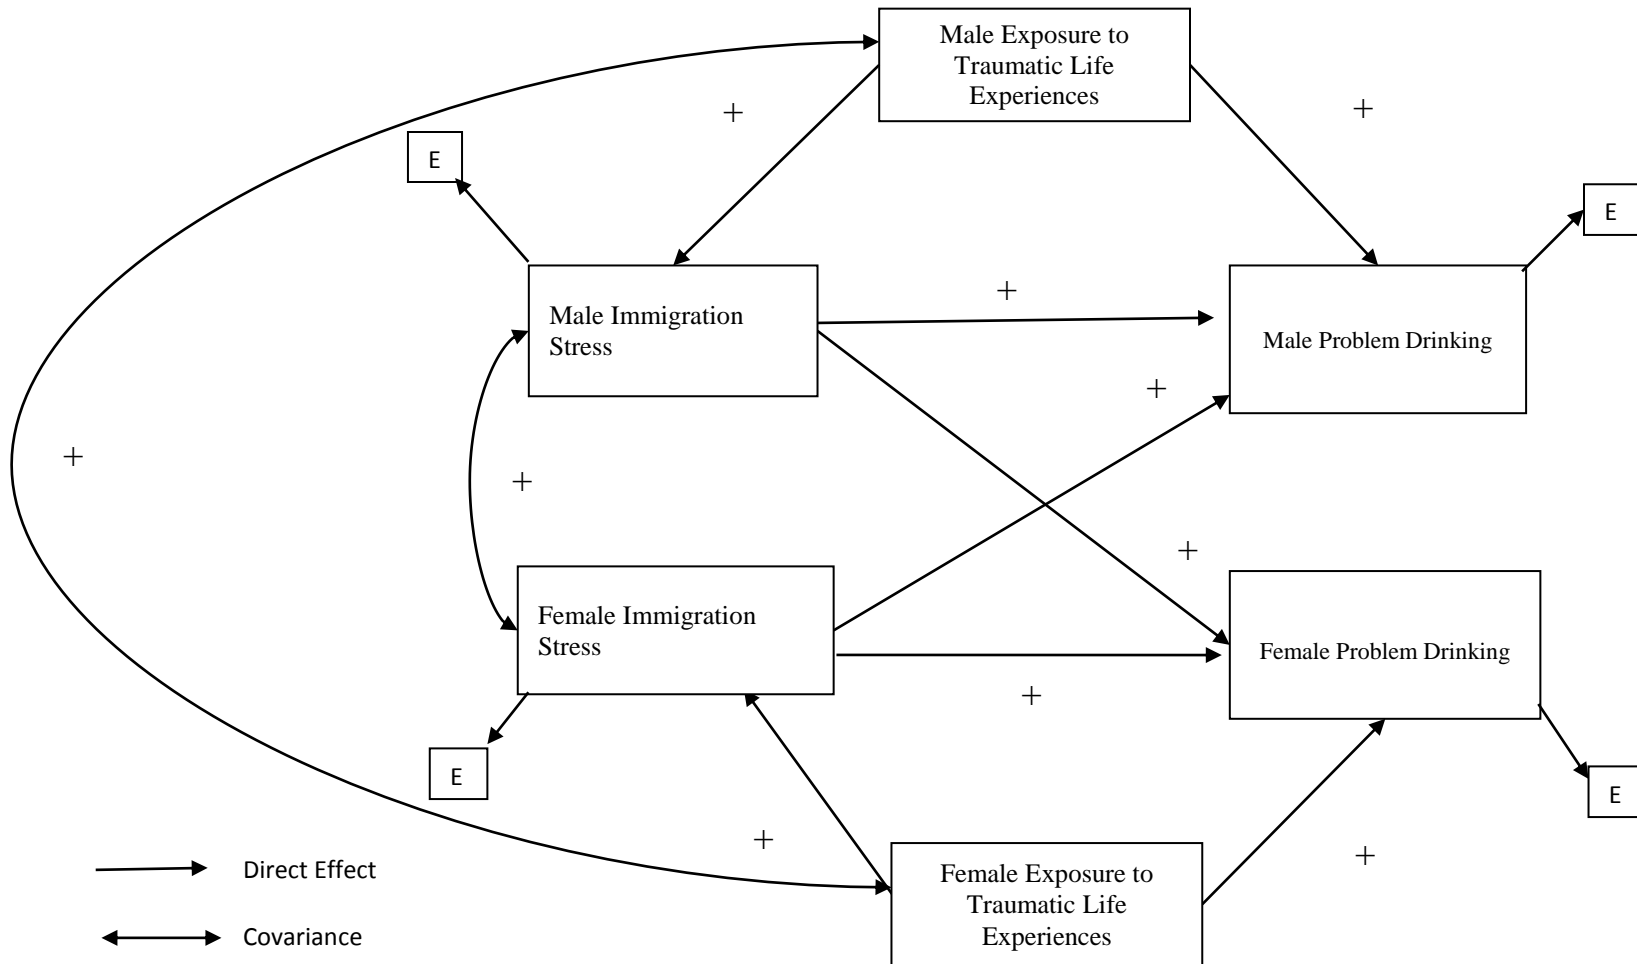 Male Exposure to
Traumatic Life
Experiences
+
+
E
E
+
Male Immigration
Stress
Male Problem Drinking
+
+
+
+
Female Immigration
Stress
Female Problem Drinking
+
E
E
+
+
Direct Effect
Female Exposure to
Traumatic Life
Experiences
Covariance